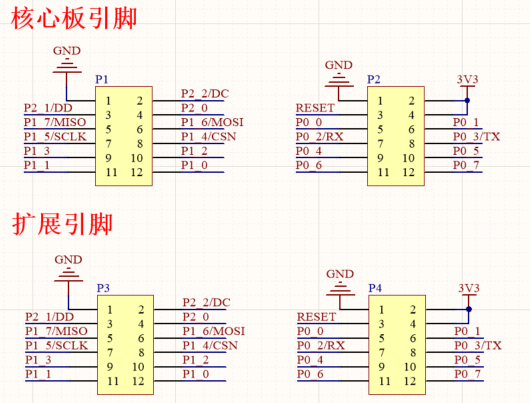 核心板引脚
GND
P1
1 2 P2_2/DC
P2_1/DD 3 4 P2_0
P1_7/MISO 5 6 P1_6/MOSI
P1_5/SCLK 7 8 P1_4/CSN
P1_3 9 10 P1_2
P1_1 11 12 P1_0
GND
P2
3V3
1 2
RESET 3 4
P0_0 5 6 P0_1
P0_2/RX 7 8 P0_3/TX
P0_4 9 10 P0_5
P0_6 11 12 P0_7
扩展引脚
GND
P3
1 2 P2_2/DC
P2_1/DD 3 4 P2_0
P1_7/MISO 5 6 P1_6/MOSI
P1_5/SCLK 7 8 P1_4/CSN
P1_3 9 10 P1_2
P1_1 11 12 P1_0
GND
P4
3V3
1 2
RESET 3 4
P0_0 5 6 P0_1
P0_2/RX 7 8 P0_3/TX
P0_4 9 10 P0_5
P0_6 11 12 P0_7